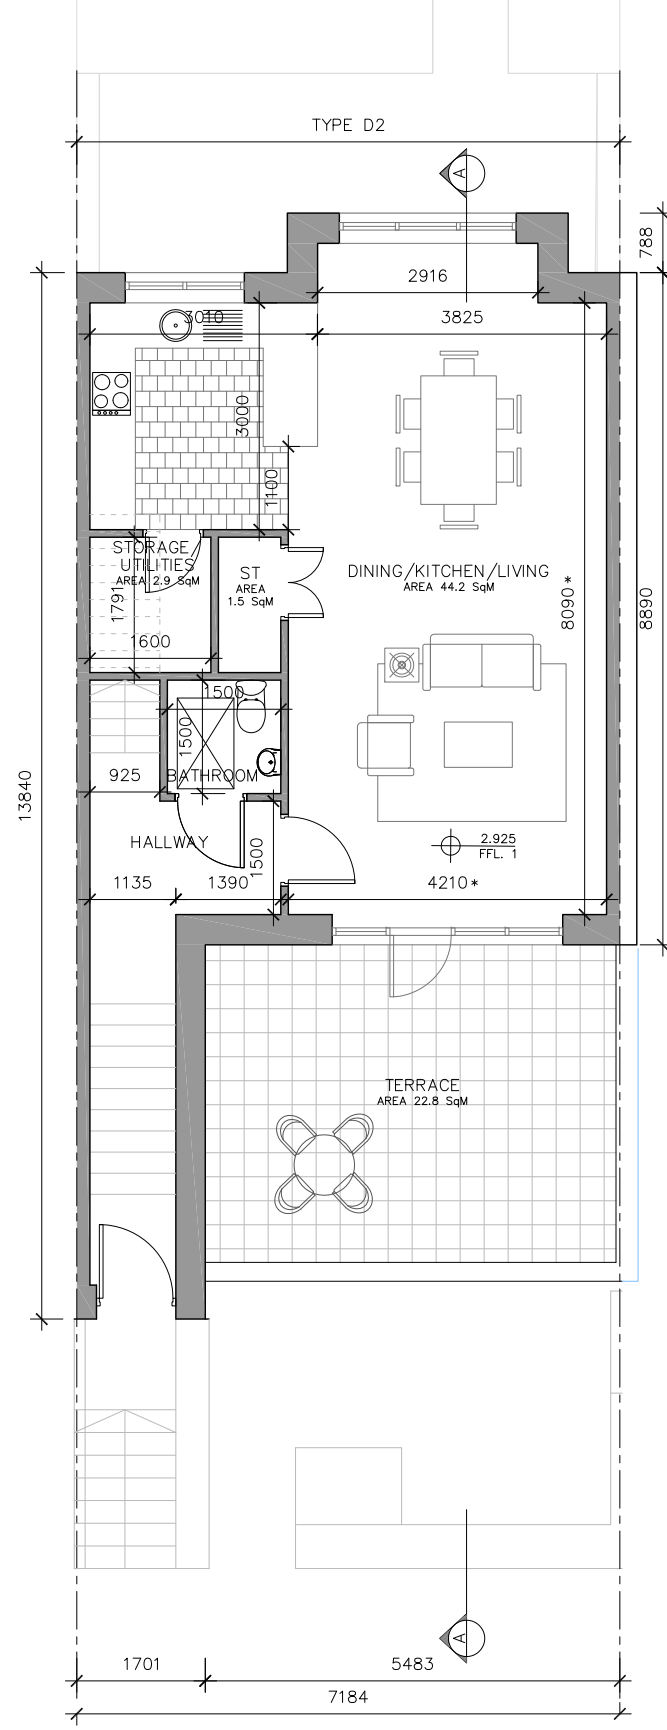 TYPE D2
A
788
2916
3010
3825
3000
1100
STORAGE/
UTILITIES
AREA 2.9 SqM
1791
1600
ST
AREA
1.5 SqM
DINING/KITCHEN/LIVING
AREA 44.2 SqM
8090*
8890
13840
1500
1500
925
BATHROOM
HALLWAY
1500
2.925
FFL. 1
1135
1390
4210*
TERRACE
AREA 22.8 SqM
A
1701
5483
7184